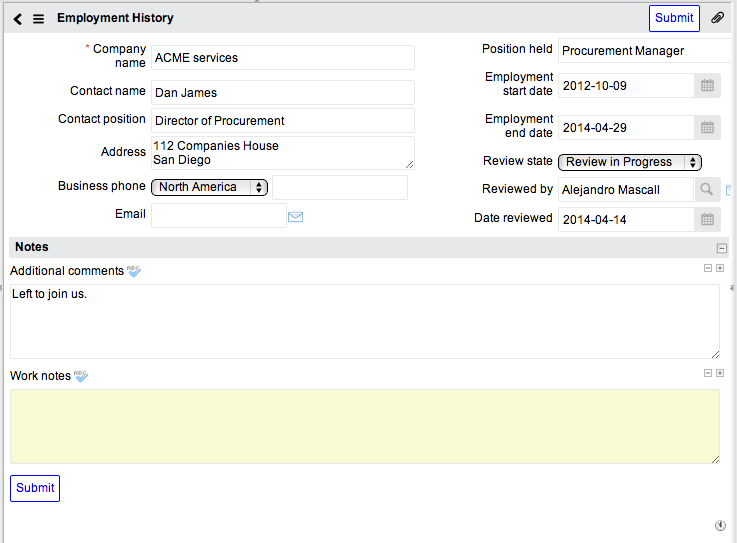 Employment History
Submit
* Company name
ACME services
Contact name
Dan James
Contact position
Director of Procurement
Address
112 Companies House
San Diego
Business phone
North America
Email
Position held
Procurement Manager
Employment start date
2012-10-09
Employment end date
2014-04-29
Review state
Review in Progress
Reviewed by
Alejandro Mascall
Date reviewed
2014-04-14
Notes
Additional comments
ABC
Left to join us.
Work notes
ABC
Submit